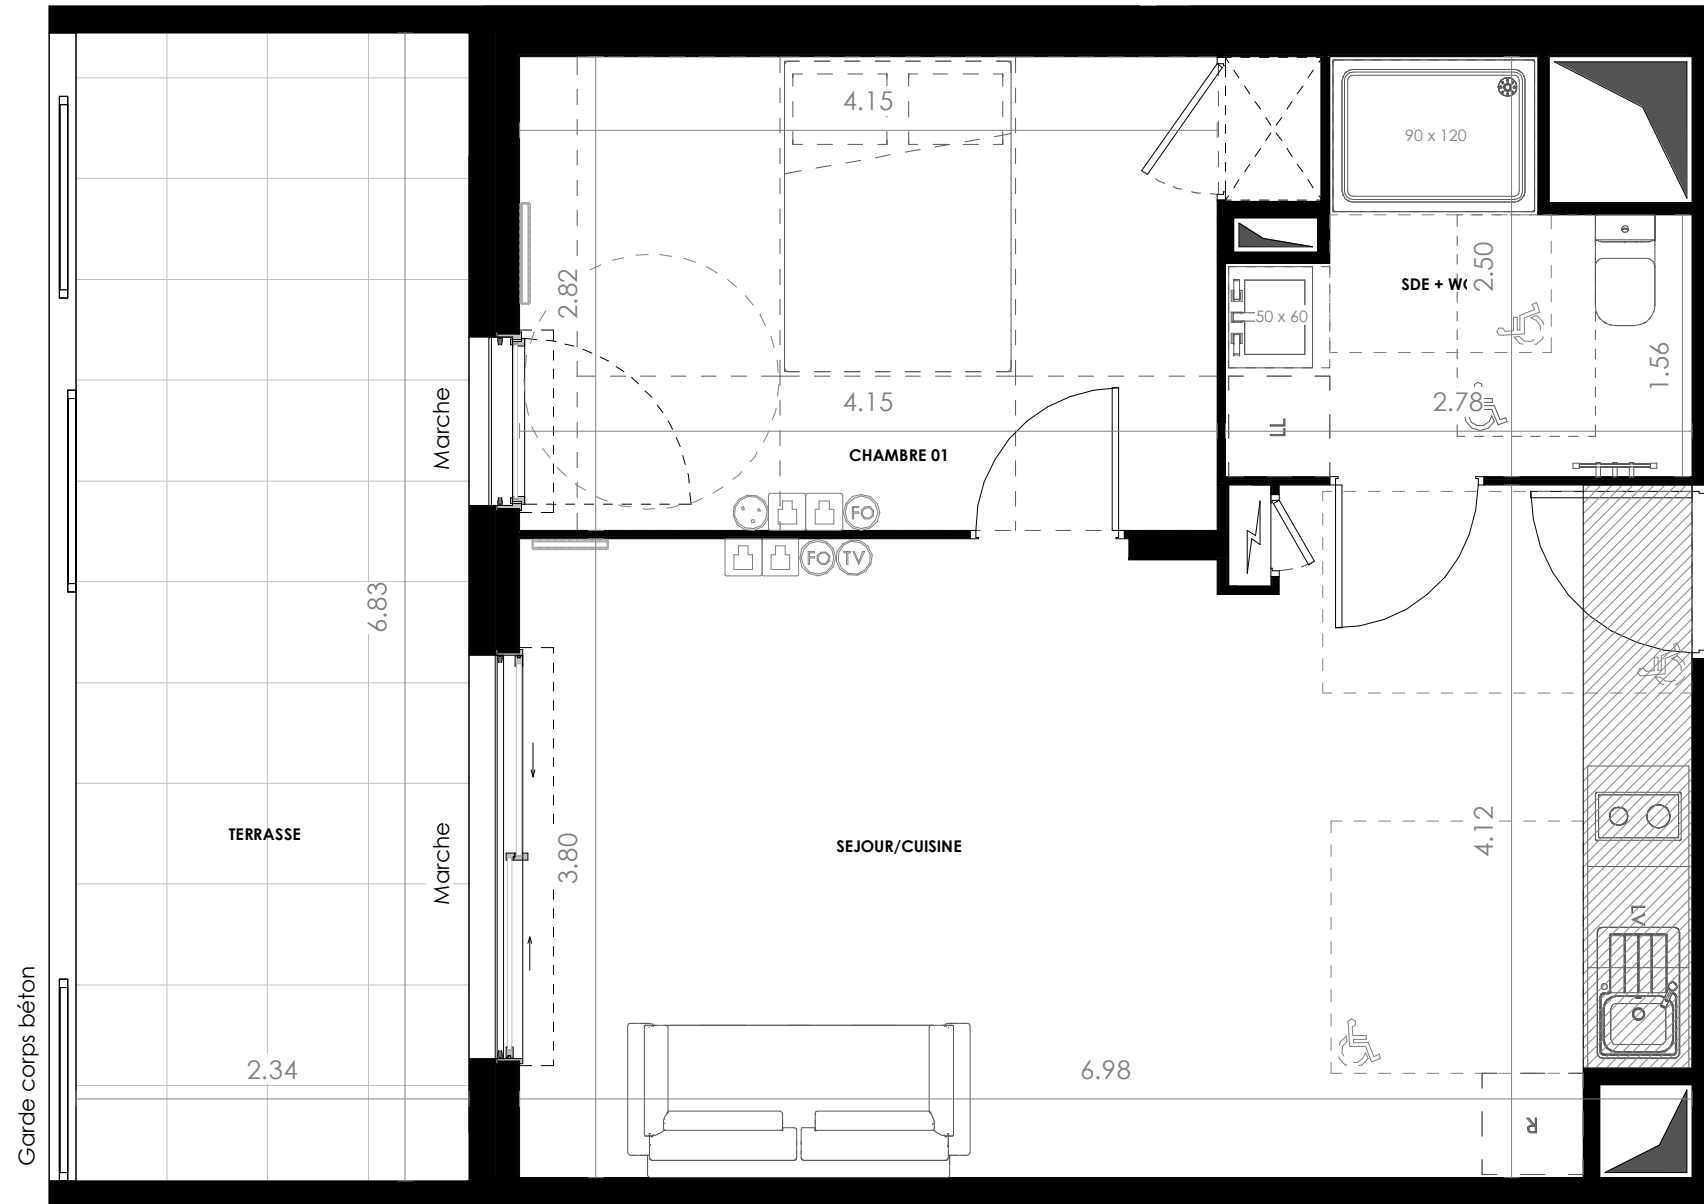 4.15
90 x 120
2.82
2.50
SDE + WC
50 x 60
1.56
Marche
4.15
2.78
LL
CHAMBRE 01
FO
FO
TV
6.83
TERRASSE
Marche
3.80
SEJOUR/CUISINE
4.12
LV
Garde corps béton
2.34
6.98
R